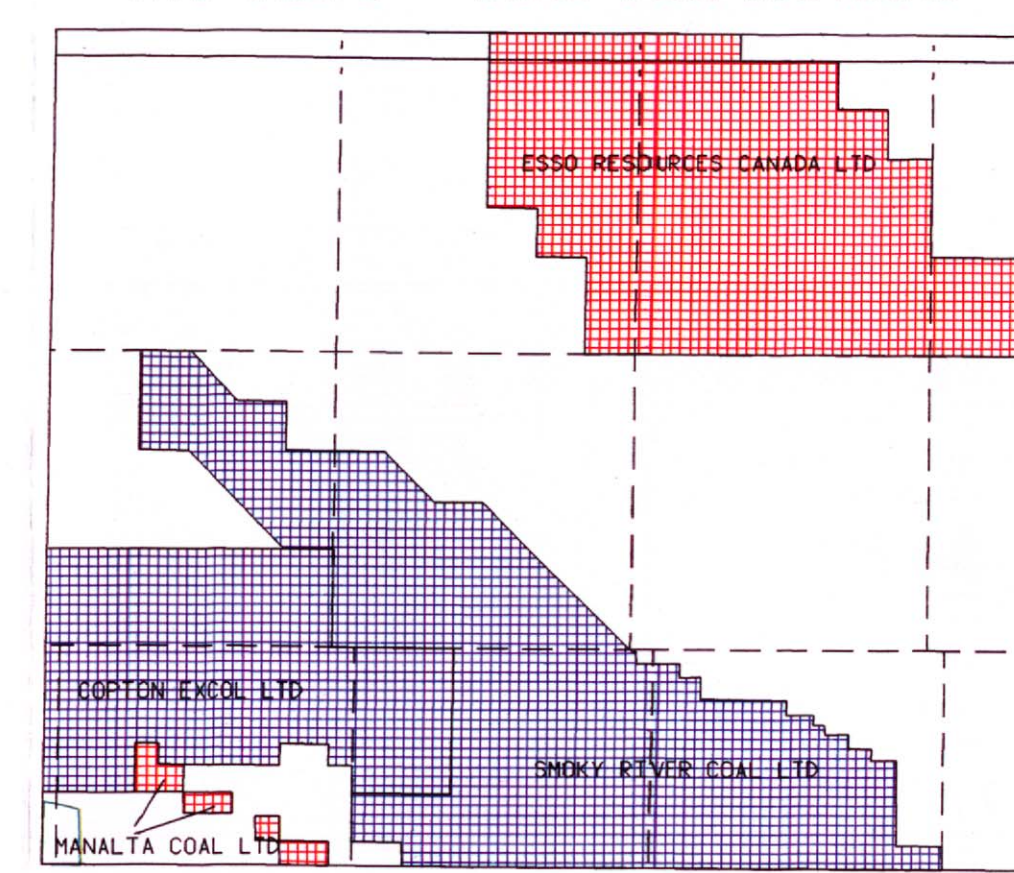 ESSO RESOURCES CANADA LTD
COPTON EXCOL LTD
SMOKY RIVER COAL LTD
MANALTA COAL LTD